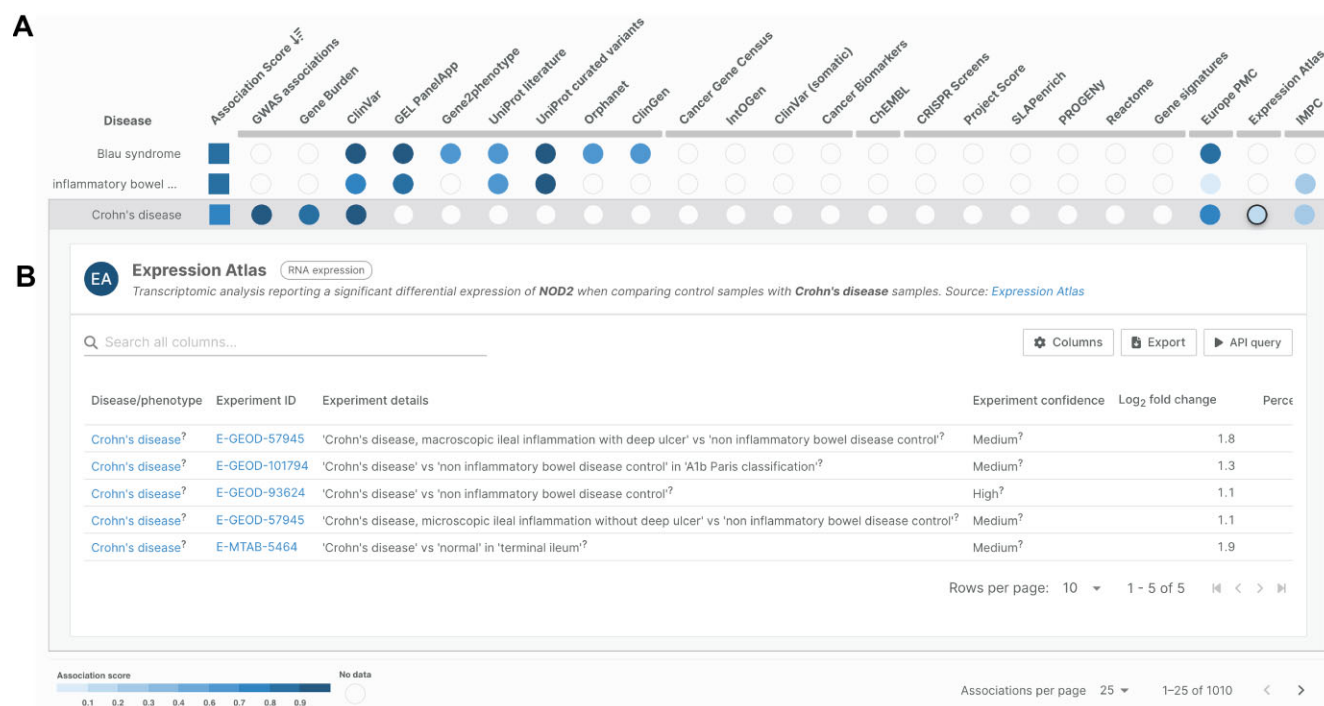 A
Disease
Association Score
GWAS associations
Gene Burden
ClinVar
GEL PanelApp
Gene2phenotype
UniProt literature
UniProt curated variants
Orphanet
ClinGen
Cancer Gene Census
IntOGen
ClinVar (somatic)
Cancer Biomarkers
ChEMBL
CRISPR Screens
Project Score
SLAPenrich
PROGENy
Reactome
Gene signatures
Europe PMC
Expression Atlas
IMPC
Blau syndrome
inflammatory bowel ...
Crohn's disease
B
EA Expression Atlas RNA expression
Transcriptomic analysis reporting a significant differential expression of NOD2 when comparing control samples with Crohn's disease samples. Source: Expression Atlas
Search all columns... Columns Export API query
Disease/phenotype Experiment ID Experiment details Experiment confidence Log2 fold change Perce
Crohn's disease? E-GEOD-57945 'Crohn's disease, macroscopic ileal inflammation with deep ulcer' vs 'non inflammatory bowel disease control'? Medium? 1.8
Crohn's disease? E-GEOD-101794 'Crohn's disease' vs 'non inflammatory bowel disease control' in 'A1b Paris classification'? Medium? 1.3
Crohn's disease? E-GEOD-93624 'Crohn's disease' vs 'non inflammatory bowel disease control'? High? 1.1
Crohn's disease? E-GEOD-57945 'Crohn's disease, microscopic ileal inflammation without deep ulcer' vs 'non inflammatory bowel disease control'? Medium? 1.1
Crohn's disease? E-MTAB-5464 'Crohn's disease' vs 'normal' in 'terminal ileum'? Medium? 1.9
Rows per page: 10 1 - 5 of 5
Association score No data
0.1 0.2 0.3 0.4 0.6 0.7 0.8 0.9
Associations per page 25 1–25 of 1010